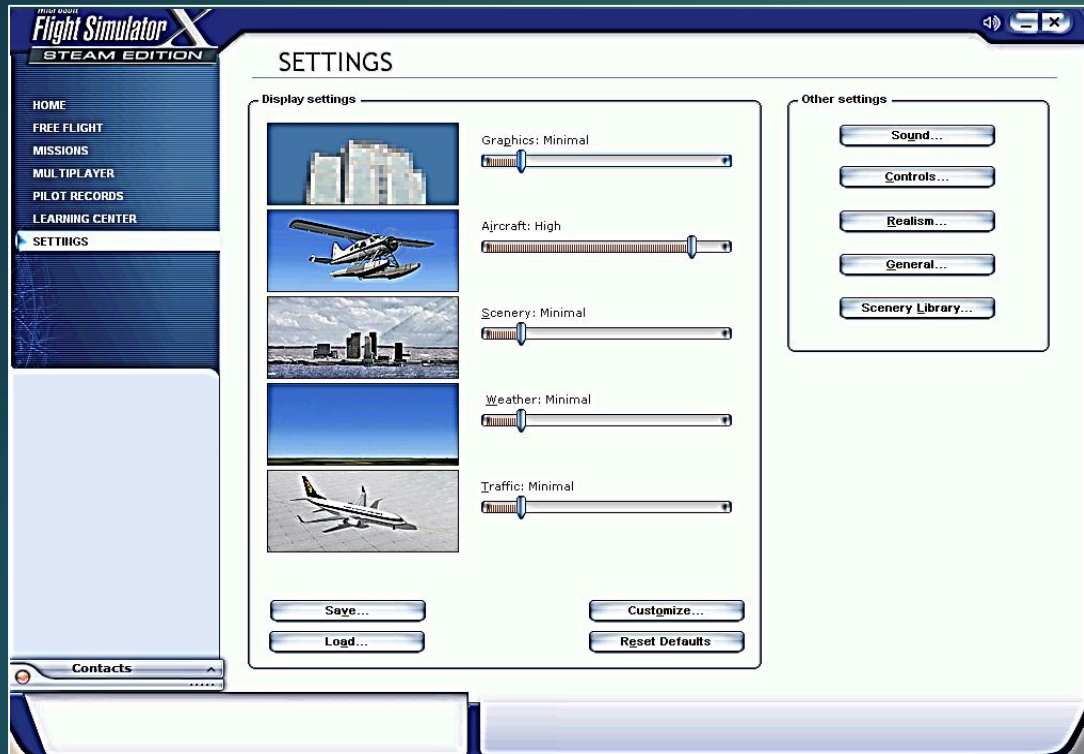 Microsoft
Flight Simulator X
STEAM EDITION
SETTINGS
HOME
FREE FLIGHT
MISSIONS
MULTIPLAYER
PILOT RECORDS
LEARNING CENTER
SETTINGS
Display settings
Graphics: Minimal
Aircraft: High
Scenery: Minimal
Weather: Minimal
Traffic: Minimal
Save...
Customize...
Load...
Reset Defaults
Other settings
Sound...
Controls...
Realism...
General...
Scenery Library...
Contacts